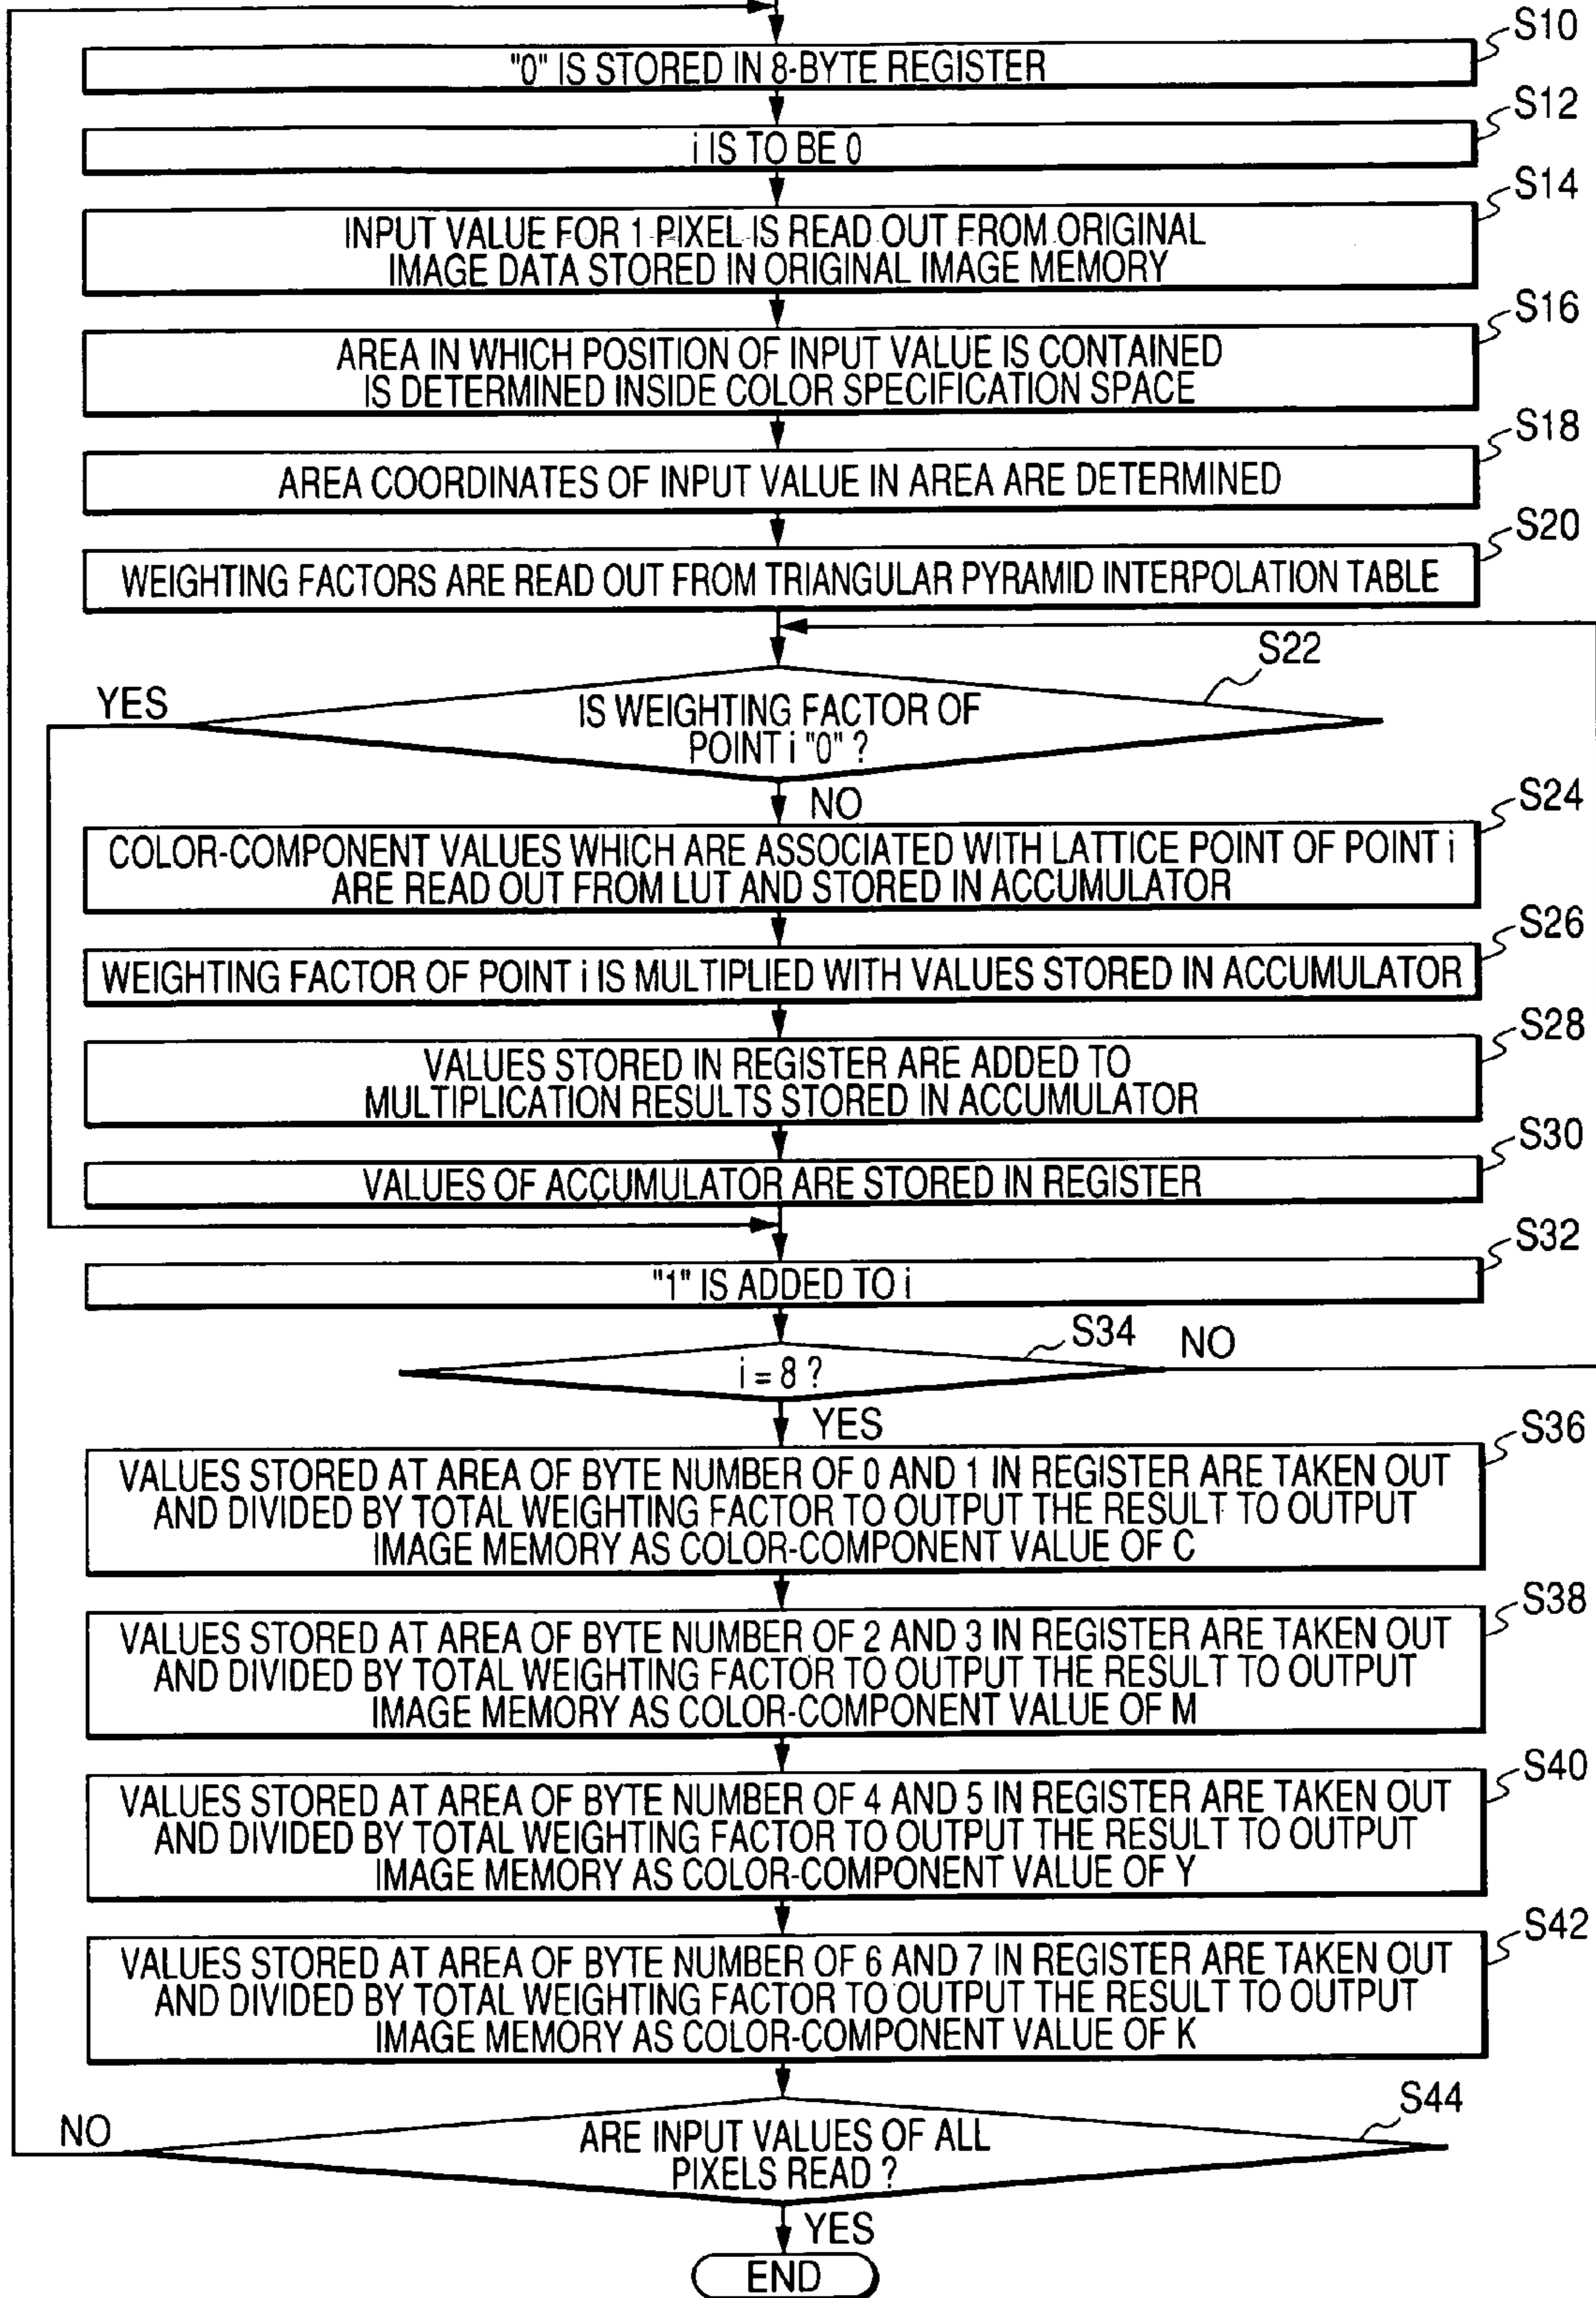 S10
"0" IS STORED IN 8-BYTE REGISTER
S12
i IS TO BE 0
S14
INPUT VALUE FOR 1 PIXEL IS READ OUT FROM ORIGINAL
IMAGE DATA STORED IN ORIGINAL IMAGE MEMORY
S16
AREA IN WHICH POSITION OF INPUT VALUE IS CONTAINED
IS DETERMINED INSIDE COLOR SPECIFICATION SPACE
S18
AREA COORDINATES OF INPUT VALUE IN AREA ARE DETERMINED
S20
WEIGHTING FACTORS ARE READ OUT FROM TRIANGULAR PYRAMID INTERPOLATION TABLE
S22
YES
IS WEIGHTING FACTOR OF
POINT i "0" ?
NO
S24
COLOR-COMPONENT VALUES WHICH ARE ASSOCIATED WITH LATTICE POINT OF POINT i
ARE READ OUT FROM LUT AND STORED IN ACCUMULATOR
S26
WEIGHTING FACTOR OF POINT i IS MULTIPLIED WITH VALUES STORED IN ACCUMULATOR
S28
VALUES STORED IN REGISTER ARE ADDED TO
MULTIPLICATION RESULTS STORED IN ACCUMULATOR
S30
VALUES OF ACCUMULATOR ARE STORED IN REGISTER
S32
"1" IS ADDED TO i
S34
NO
i = 8 ?
YES
S36
VALUES STORED AT AREA OF BYTE NUMBER OF 0 AND 1 IN REGISTER ARE TAKEN OUT
AND DIVIDED BY TOTAL WEIGHTING FACTOR TO OUTPUT THE RESULT TO OUTPUT
IMAGE MEMORY AS COLOR-COMPONENT VALUE OF C
S38
VALUES STORED AT AREA OF BYTE NUMBER OF 2 AND 3 IN REGISTER ARE TAKEN OUT
AND DIVIDED BY TOTAL WEIGHTING FACTOR TO OUTPUT THE RESULT TO OUTPUT
IMAGE MEMORY AS COLOR-COMPONENT VALUE OF M
S40
VALUES STORED AT AREA OF BYTE NUMBER OF 4 AND 5 IN REGISTER ARE TAKEN OUT
AND DIVIDED BY TOTAL WEIGHTING FACTOR TO OUTPUT THE RESULT TO OUTPUT
IMAGE MEMORY AS COLOR-COMPONENT VALUE OF Y
S42
VALUES STORED AT AREA OF BYTE NUMBER OF 6 AND 7 IN REGISTER ARE TAKEN OUT
AND DIVIDED BY TOTAL WEIGHTING FACTOR TO OUTPUT THE RESULT TO OUTPUT
IMAGE MEMORY AS COLOR-COMPONENT VALUE OF K
S44
NO
ARE INPUT VALUES OF ALL
PIXELS READ ?
YES
END